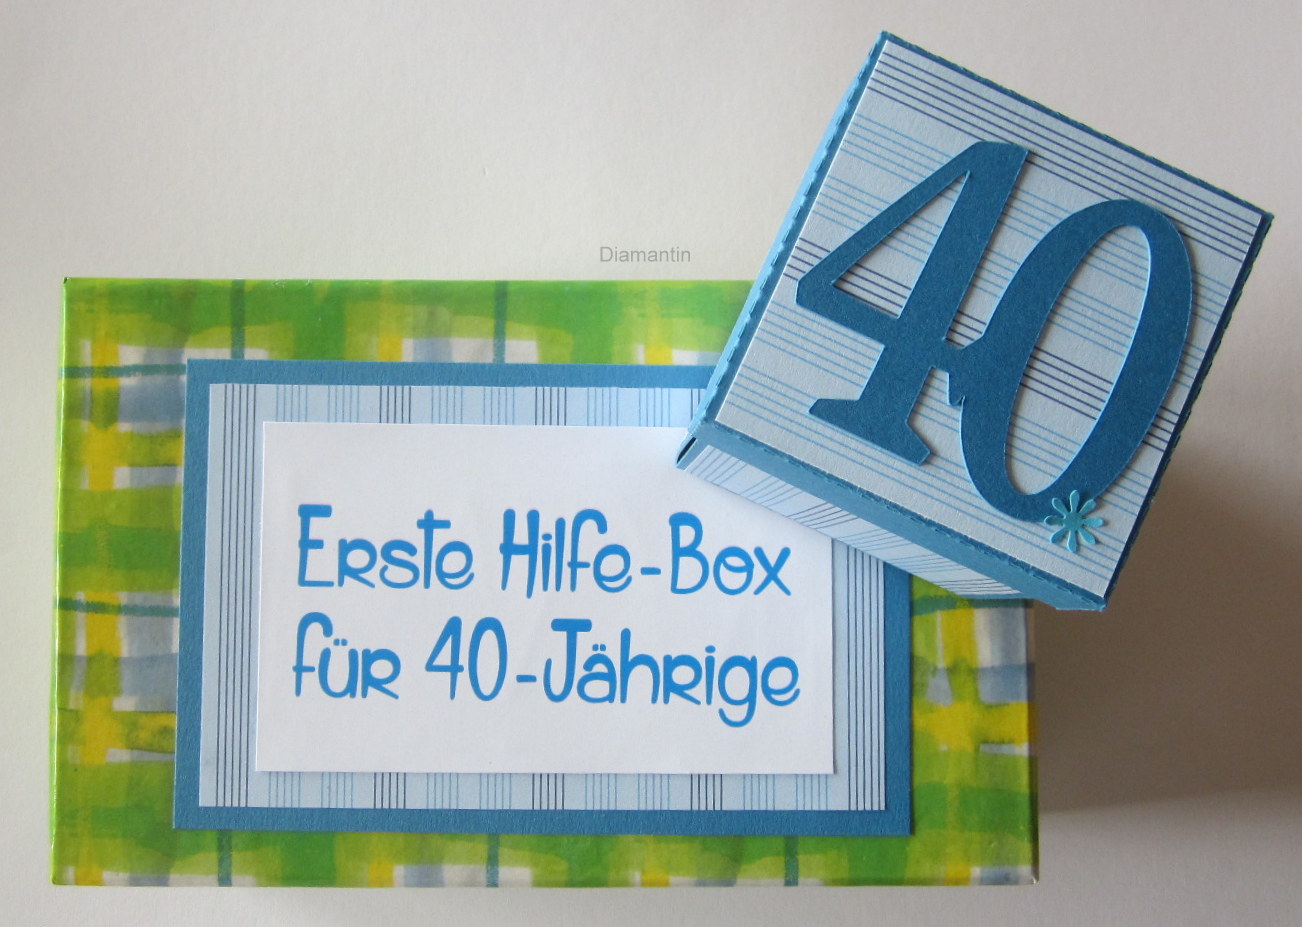 Diamantin
40
Erste Hilfe-Box
für 40-Jährige